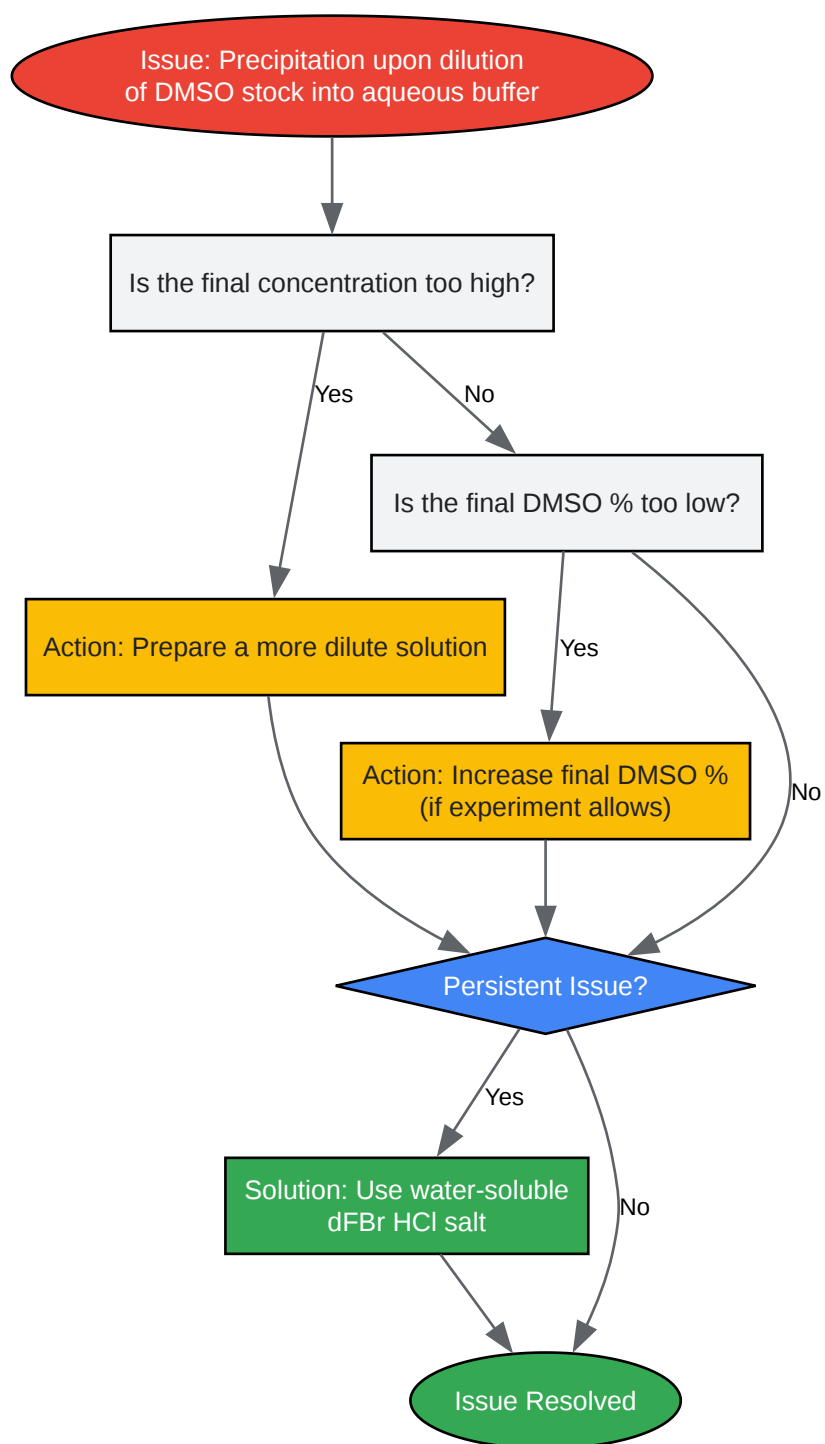 Issue: Precipitation upon dilution
of DMSO stock into aqueous buffer
Is the final concentration too high?
Yes
No
Is the final DMSO % too low?
Action: Prepare a more dilute solution
Yes
Action: Increase final DMSO %
(if experiment allows)
No
Persistent Issue?
Yes
Solution: Use water-soluble
dFBr HCl salt
No
Issue Resolved